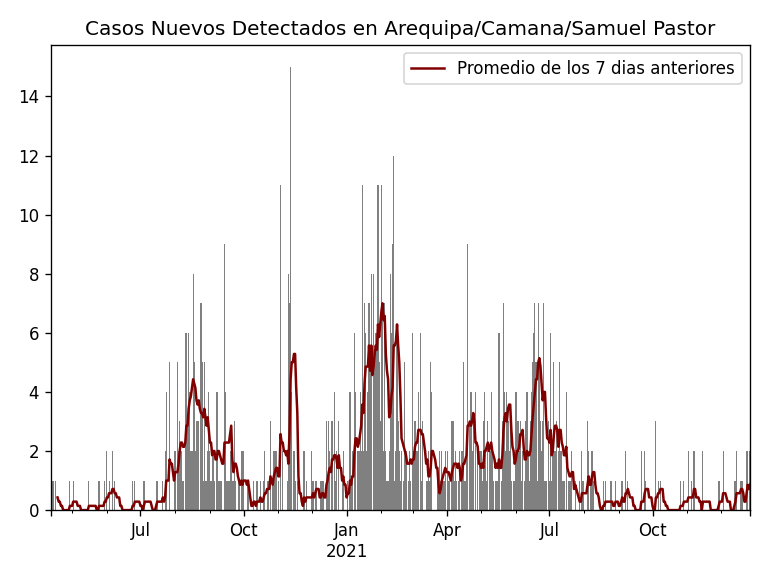 Casos Nuevos Detectados en Arequipa/Camana/Samuel Pastor
Promedio de los 7 dias anteriores
14
12
10
8
6
4
2
0
Jul
Oct
Jan
2021
Apr
Jul
Oct